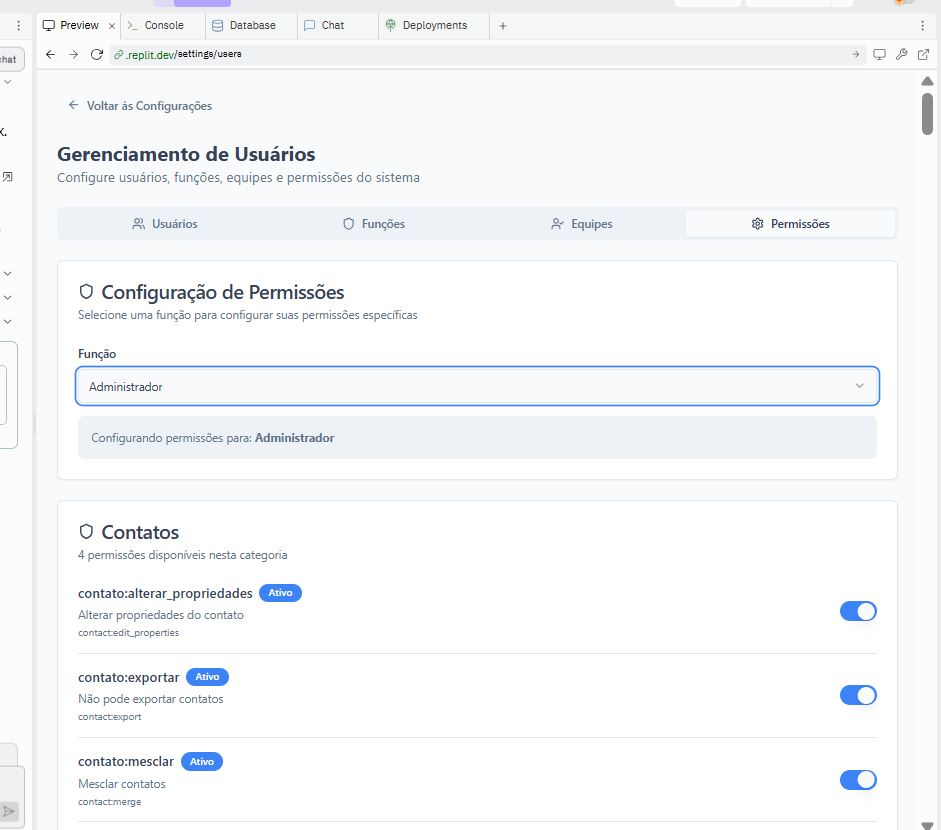 Preview
Console
Database
Chat
Deployments
hat
.replit.dev/settings/users
x.
Voltar às Configurações
Gerenciamento de Usuários
Configure usuários, funções, equipes e permissões do sistema
Usuários
Funções
Equipes
Permissões
Configuração de Permissões
Selecione uma função para configurar suas permissões específicas
Função
Administrador
Configurando permissões para: Administrador
Contatos
4 permissões disponíveis nesta categoria
contato:alterar_propriedades Ativo
Alterar propriedades do contato
contact:edit_properties
contato:exportar Ativo
Não pode exportar contatos
contact:export
contato:mesclar Ativo
Mesclar contatos
contact:merge